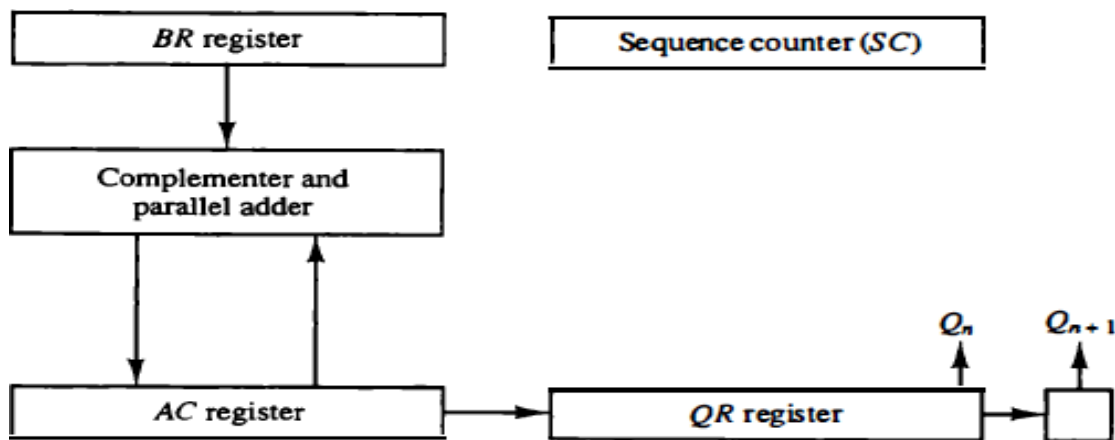 BR register
Sequence counter (SC)
Complementer and
parallel adder
Qn
Qn + 1
AC register
QR register